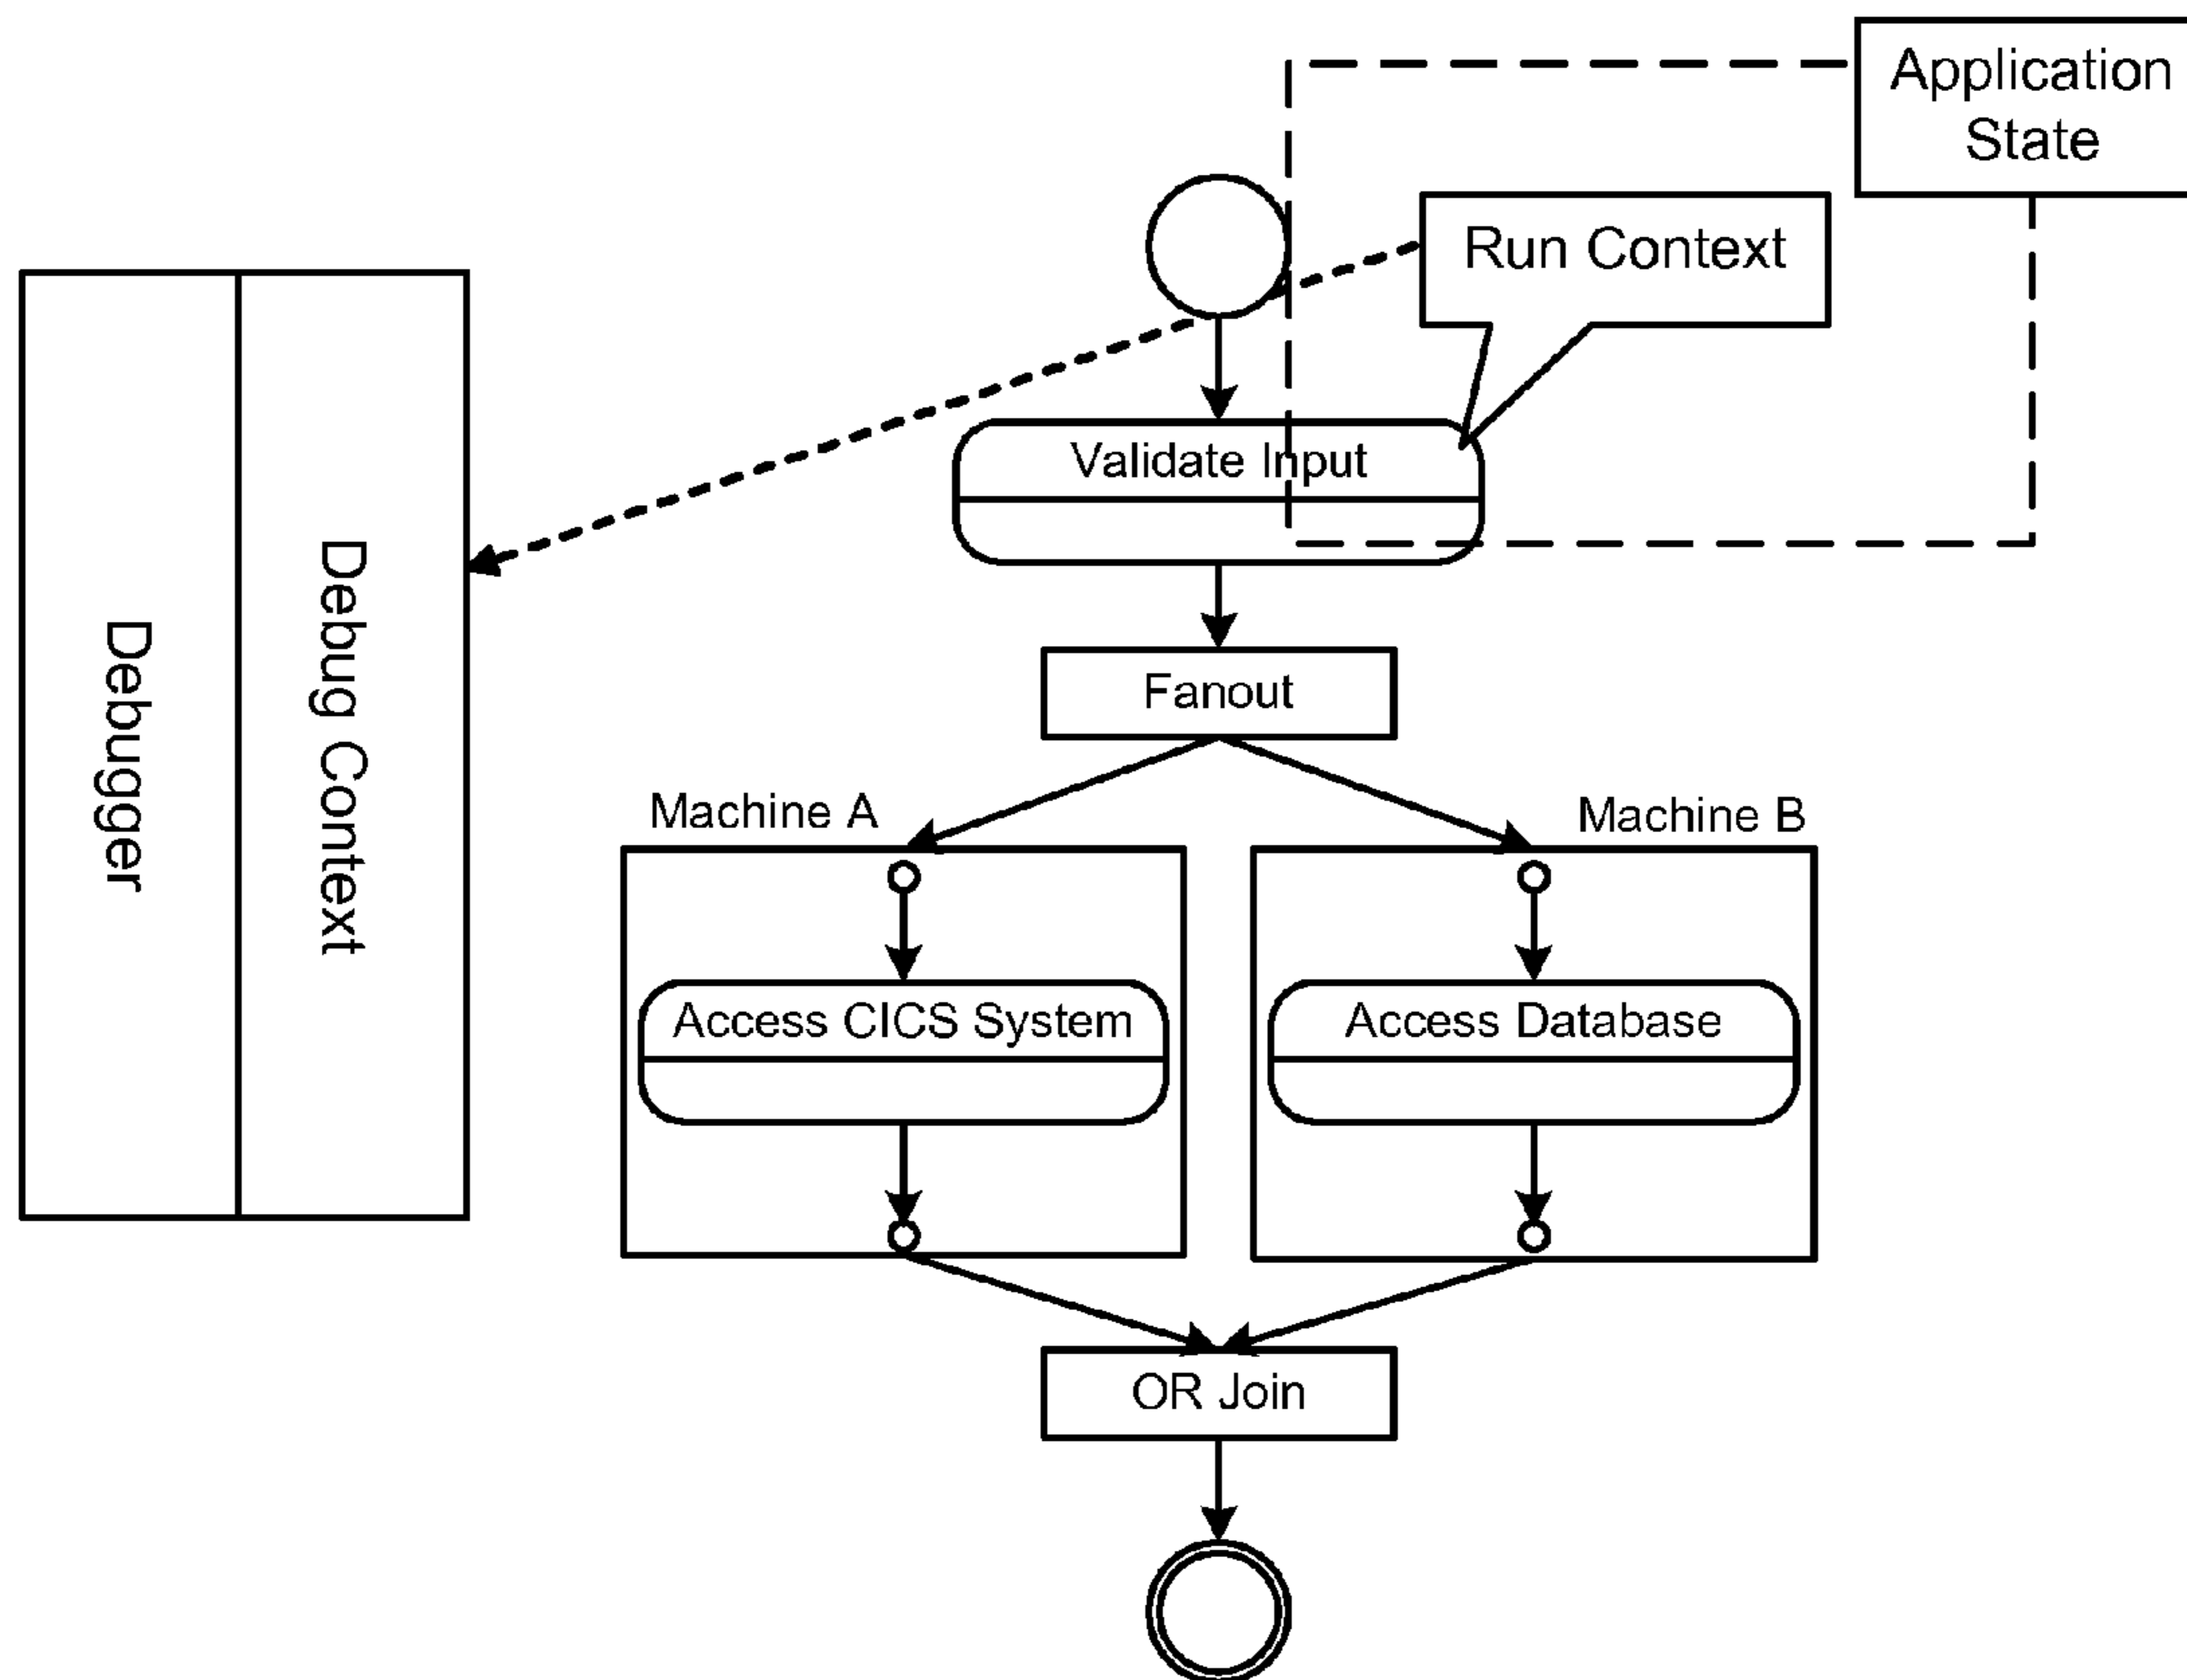 Application
State
Run Context
Validate Input
Debugger
Debug Context
Fanout
Machine A
Machine B
Access CICS System
Access Database
OR Join